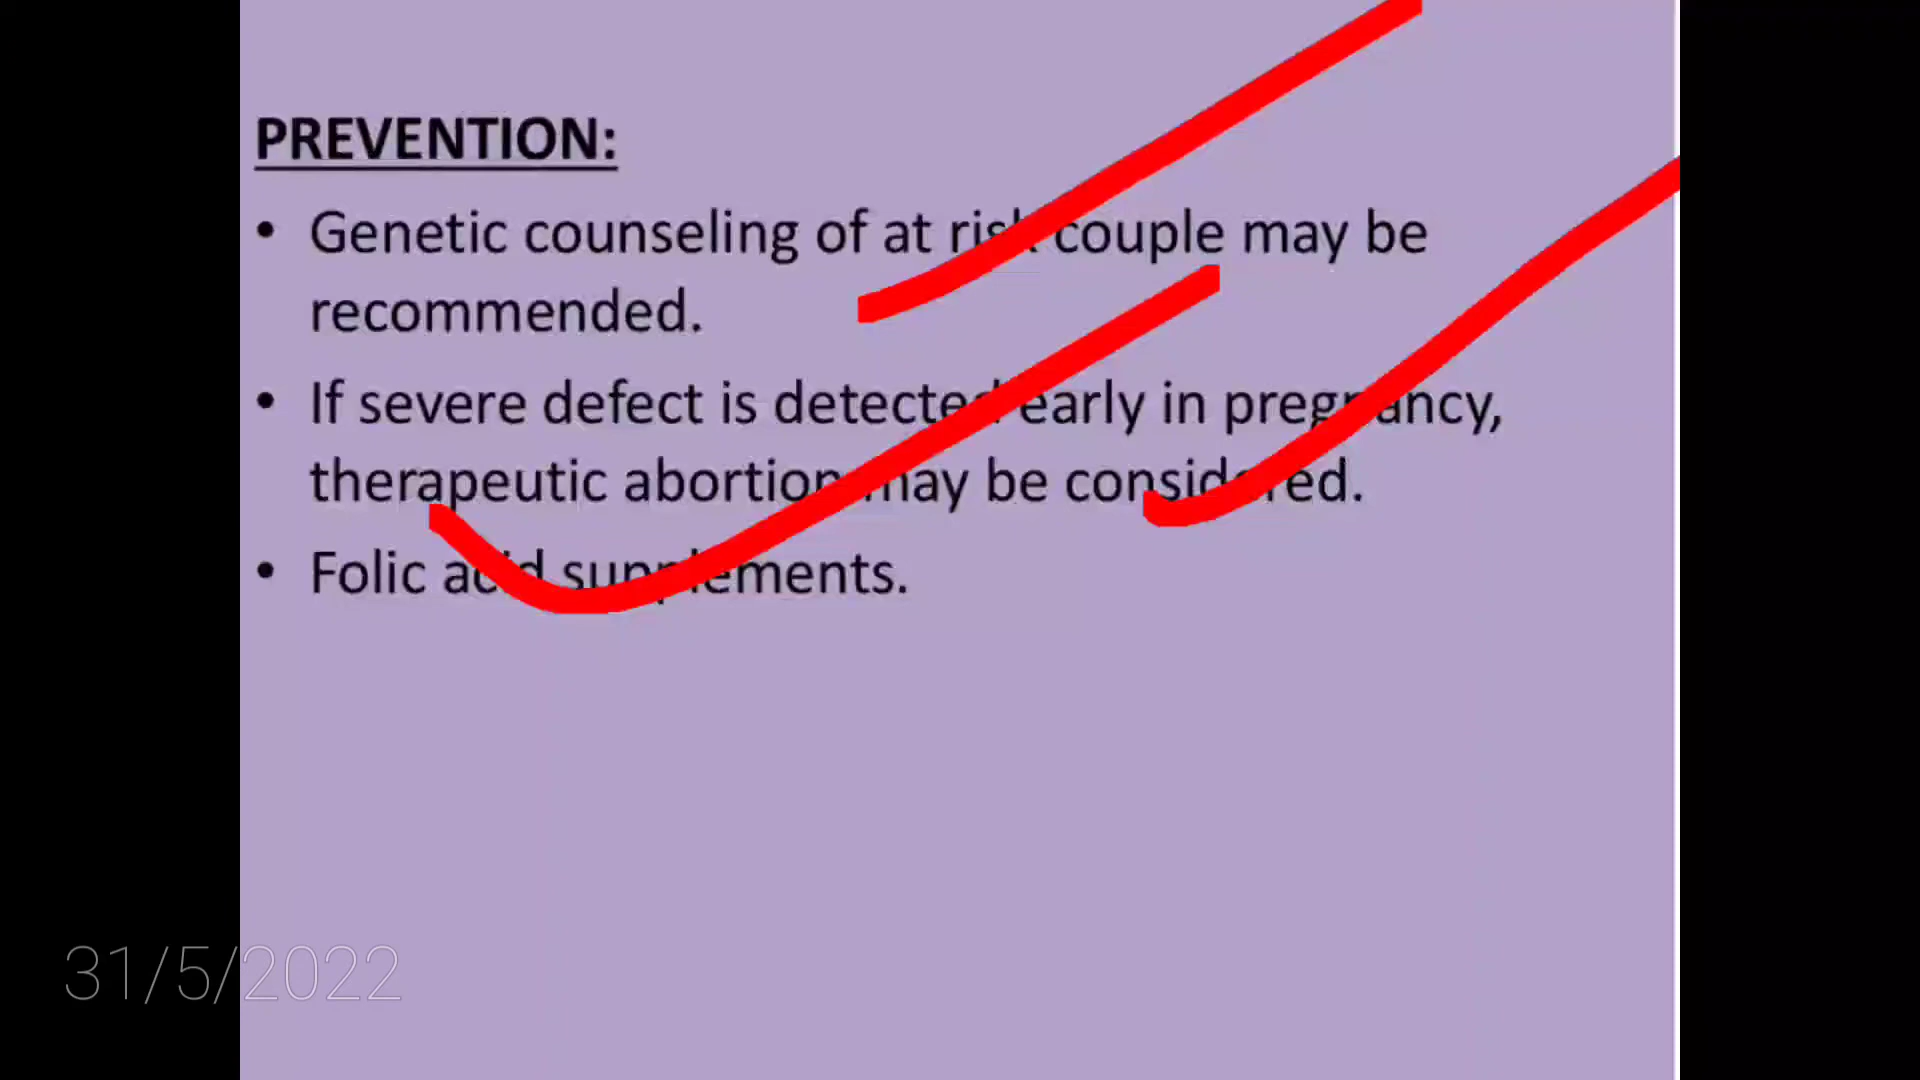 PREVENTION:
• Genetic counseling of at risk couple may be
recommended.
• If severe defect is detected early in pregnancy,
therapeutic abortion may be considered.
• Folic acid supplements.
31/5/2022